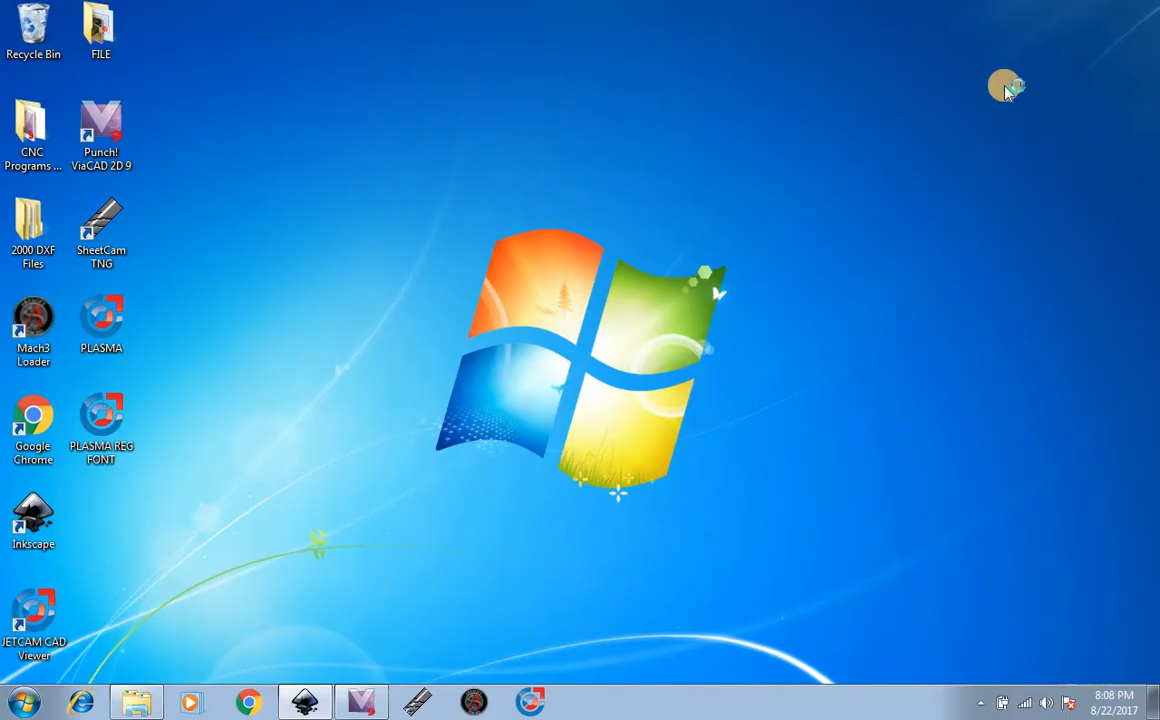 Recycle Bin
FILE
CNC
Programs ...
Punch!
ViaCAD 2D 9
2000 DXF
Files
SheetCam
TNG
Mach3
Loader
PLASMA
Google
Chrome
PLASMA REG
FONT
Inkscape
JETCAM CAD
Viewer
8:08 PM
8/22/2017